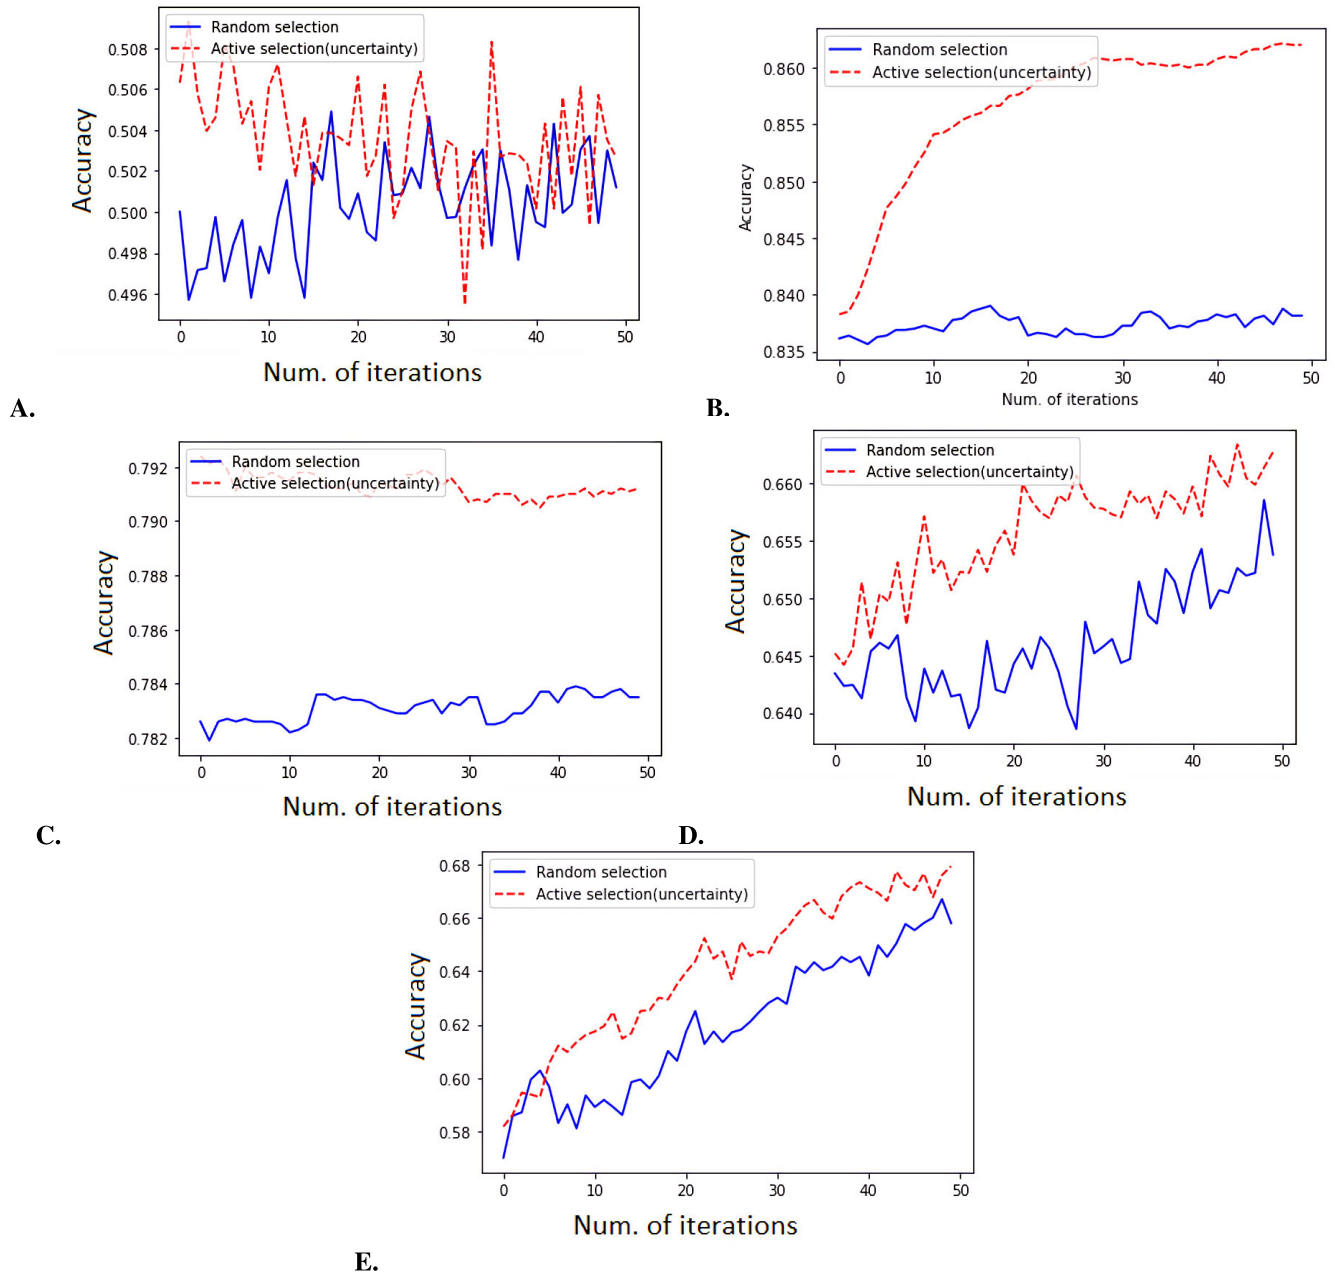 Random selection
Active selection(uncertainty)
0.508
0.506
0.504
0.502
0.500
0.498
0.496
Accuracy
0 10 20 30 40 50
Num. of iterations
A.
Random selection
Active selection(uncertainty)
0.860
0.855
0.850
0.845
0.840
0.835
Accuracy
0 10 20 30 40 50
Num. of iterations
B.
Random selection
Active selection(uncertainty)
0.792
0.790
0.788
0.786
0.784
0.782
Accuracy
0 10 20 30 40 50
Num. of iterations
C.
Random selection
Active selection(uncertainty)
0.660
0.655
0.650
0.645
0.640
Accuracy
0 10 20 30 40 50
Num. of iterations
D.
Random selection
Active selection(uncertainty)
0.68
0.66
0.64
0.62
0.60
0.58
Accuracy
0 10 20 30 40 50
Num. of iterations
E.